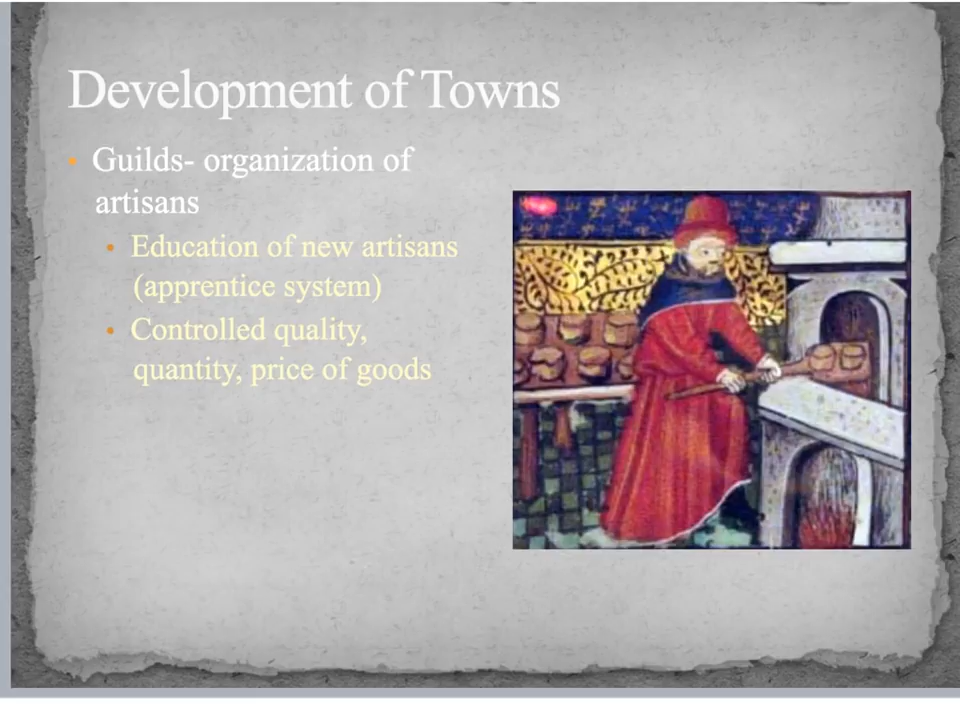 Development of Towns
• Guilds- organization of
artisans
• Education of new artisans
(apprentice system)
• Controlled quality,
quantity, price of goods